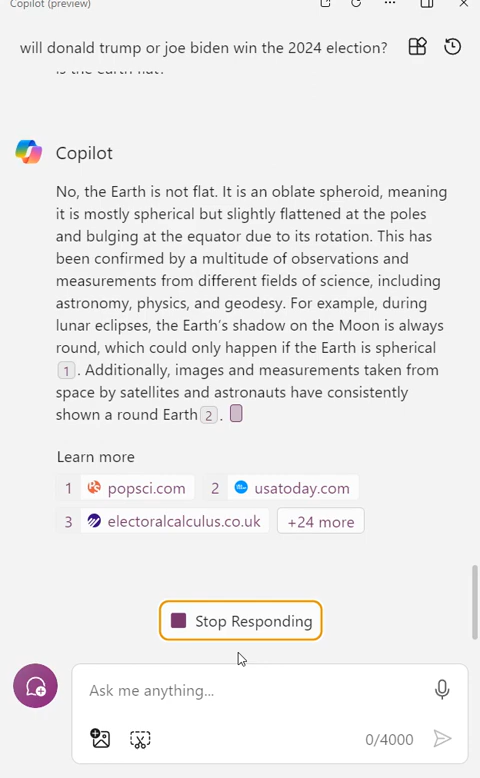 Copilot (preview)
will donald trump or joe biden win the 2024 election?
is the Earth flat?
Copilot
No, the Earth is not flat. It is an oblate spheroid, meaning
it is mostly spherical but slightly flattened at the poles
and bulging at the equator due to its rotation. This has
been confirmed by a multitude of observations and
measurements from different fields of science, including
astronomy, physics, and geodesy. For example, during
lunar eclipses, the Earth's shadow on the Moon is always
round, which could only happen if the Earth is spherical
1 . Additionally, images and measurements taken from
space by satellites and astronauts have consistently
shown a round Earth 2 .
Learn more
1 popsci.com 2 usatoday.com
3 electoralcalculus.co.uk +24 more
Stop Responding
Ask me anything...
0/4000